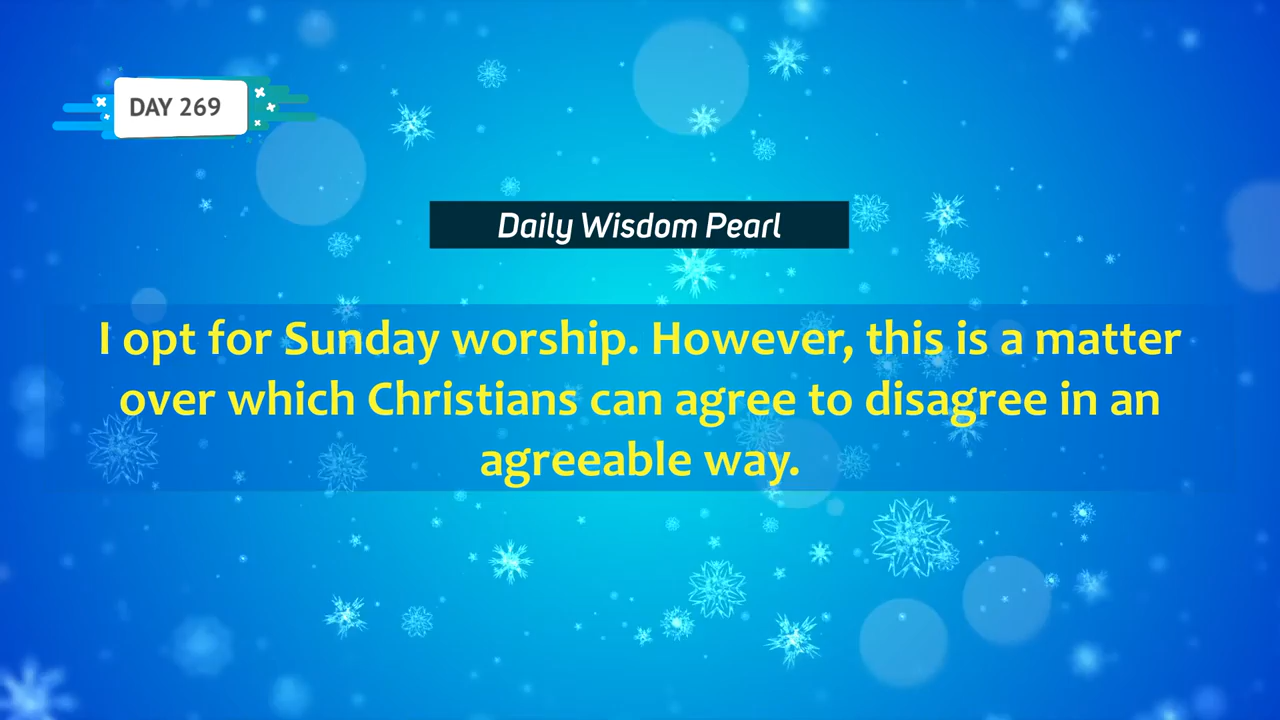 DAY 269
Daily Wisdom Pearl
I opt for Sunday worship. However, this is a matter
over which Christians can agree to disagree in an
agreeable way.